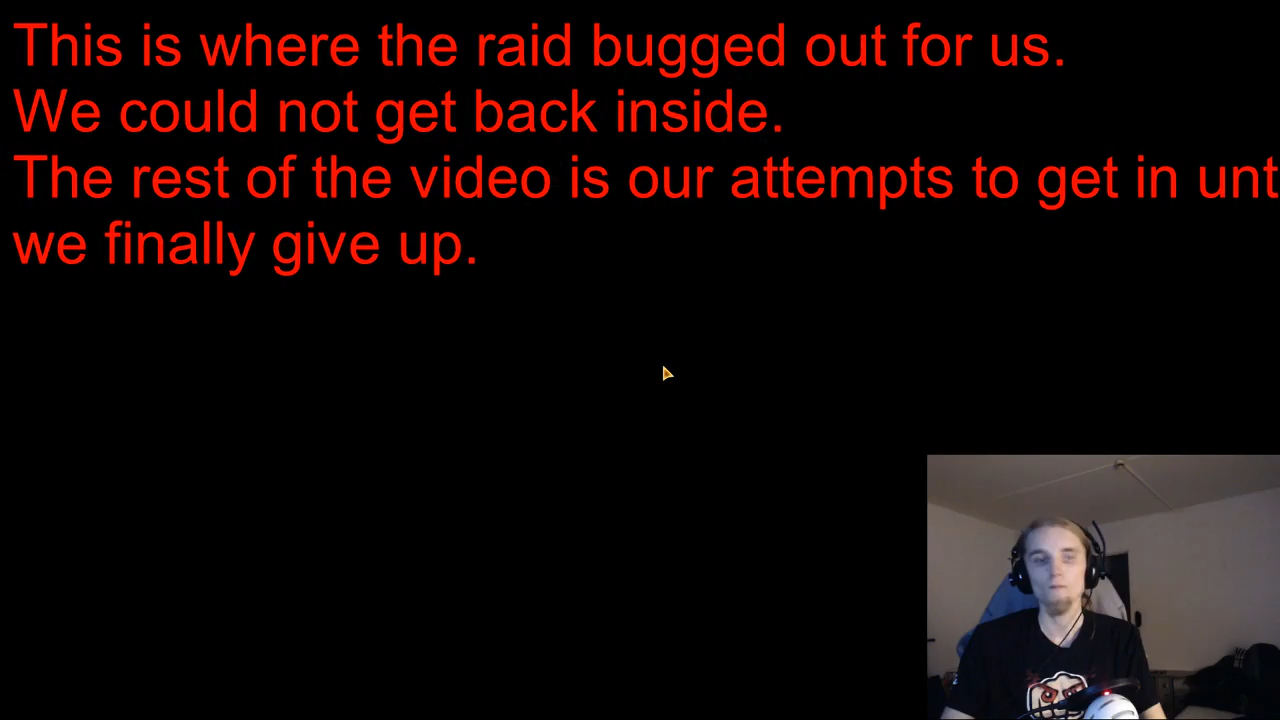 This is where the raid bugged out for us.
We could not get back inside.
The rest of the video is our attempts to get in unt
we finally give up.